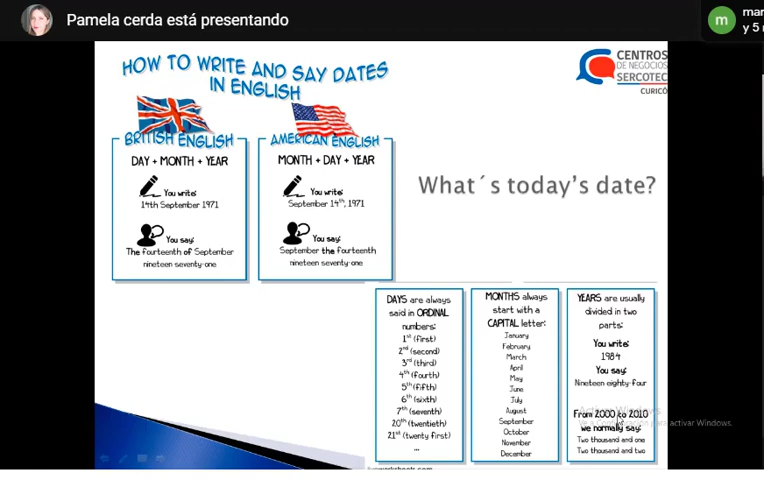 Pamela cerda está presentando
m
mar
y 5
HOW TO WRITE AND SAY DATES
IN ENGLISH
CENTROS
DE NEGOCIOS
SERCOTEC
CURICÓ
BRITISH ENGLISH
DAY + MONTH + YEAR
You write:
14th September 1971
You say:
The fourteenth of September
nineteen seventy-one
AMERICAN ENGLISH
MONTH + DAY + YEAR
You write:
September 14th, 1971
You say:
September the fourteenth
nineteen seventy-one
What´s today's date?
DAYS are always
said in ORDINAL
numbers:
1st (first)
2nd (second)
3rd (third)
4th (fourth)
5th (fifth)
6th (sixth)
7th (seventh)
20th (twentieth)
21st (twenty first)
...
MONTHS always
start with a
CAPITAL letter:
January
February
March
April
May
June
July
August
September
October
November
December
YEARS are usually
divided in two
parts:
You write:
1984
You say:
Nineteen eighty-four
From 2000 to 2010
we normally say:
Two thousand and one
Two thousand and two
Activar Windows
Ve a Configuración para activar Windows.